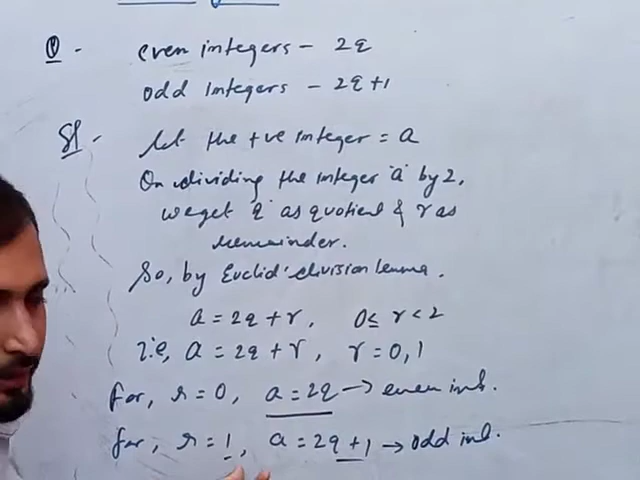 Q - even integers - 2q
odd Integers - 2q+1
Sol - Let the +ve integer = a
On dividing the integer 'a' by 2,
we get 'q' as quotient & r as
remainder.
So, by Euclid' division lemma.
a = 2q + r, 0 ≤ r < 2
i.e, a = 2q + r, r = 0, 1
For, r = 0, a = 2q → even int.
for, r = 1, a = 2q + 1 → odd int.